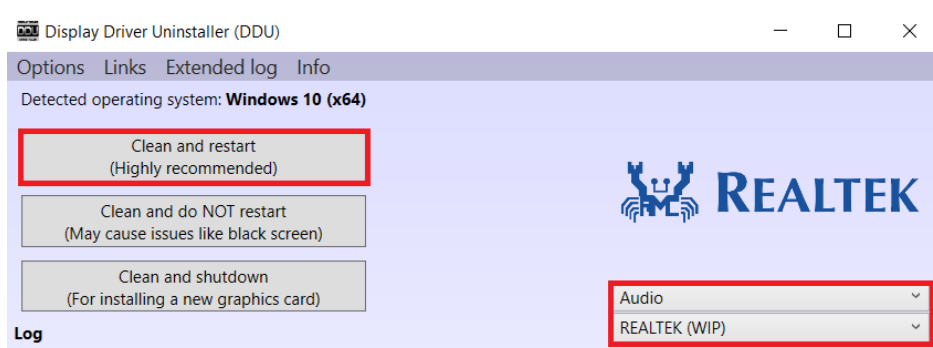 DDU Display Driver Uninstaller (DDU)
Options Links Extended log Info
Detected operating system: Windows 10 (x64)
Clean and restart
(Highly recommended)
REALTEK
Clean and do NOT restart
(May cause issues like black screen)
Clean and shutdown
(For installing a new graphics card)
Audio
REALTEK (WIP)
Log